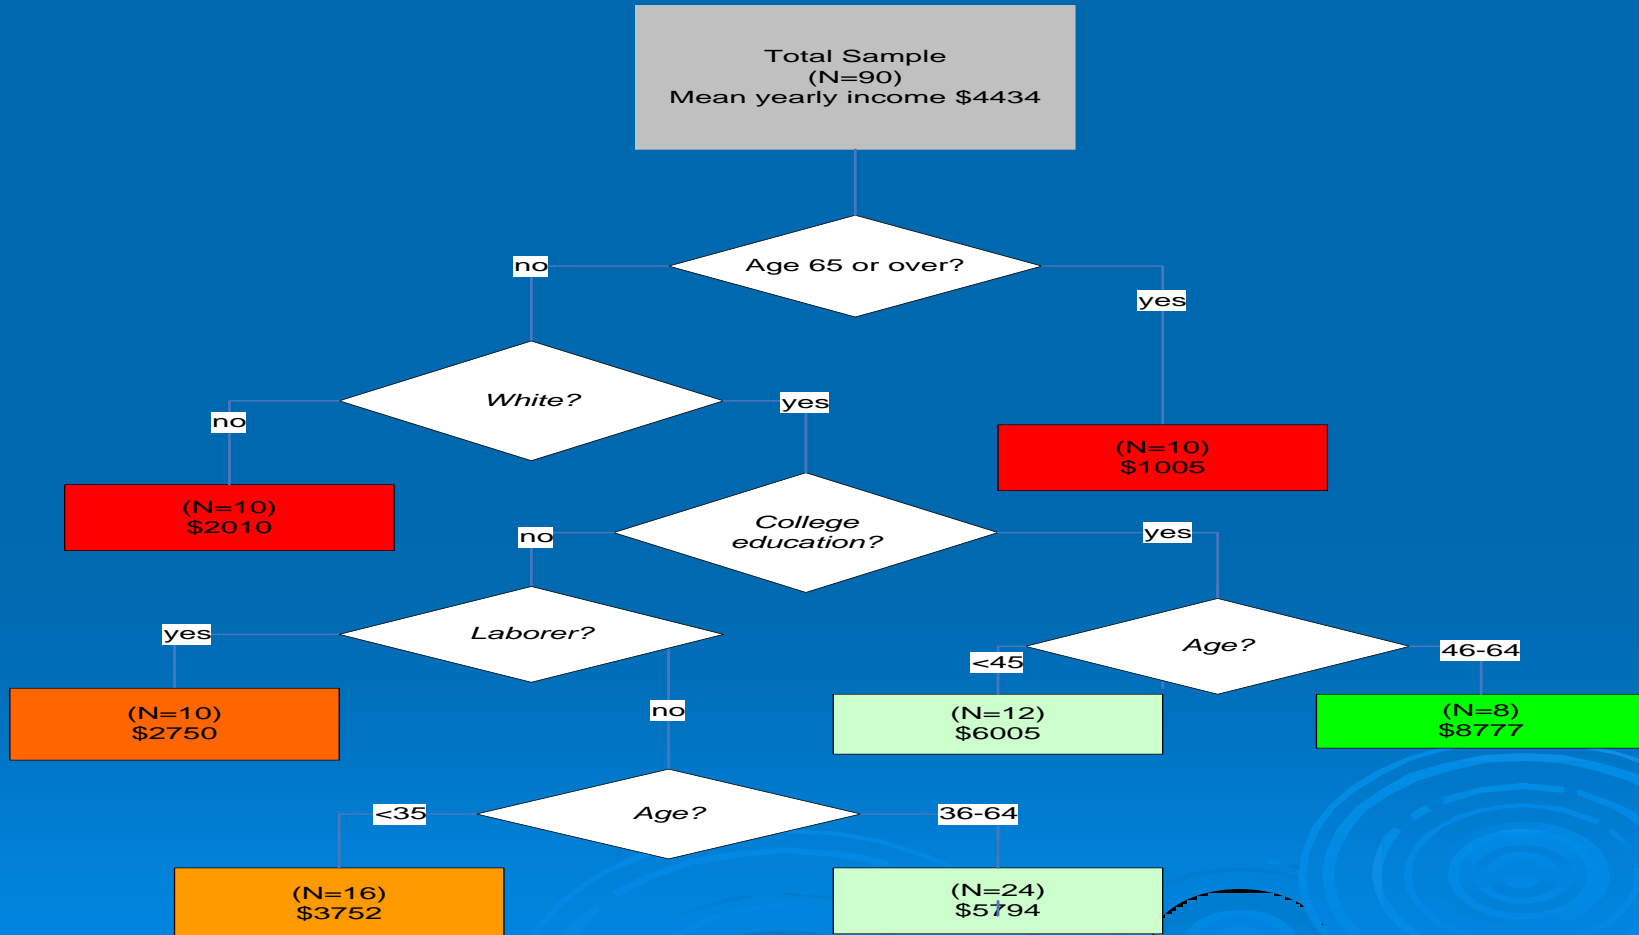 Total Sample
(N=90)
Mean yearly income $4434
Age 65 or over?
no
yes
White?
no
yes
(N=10)
$1005
(N=10)
$2010
College
education?
no
yes
Laborer?
yes
no
Age?
<45
46-64
(N=10)
$2750
(N=12)
$6005
(N=8)
$8777
Age?
<35
36-64
(N=16)
$3752
(N=24)
$5794